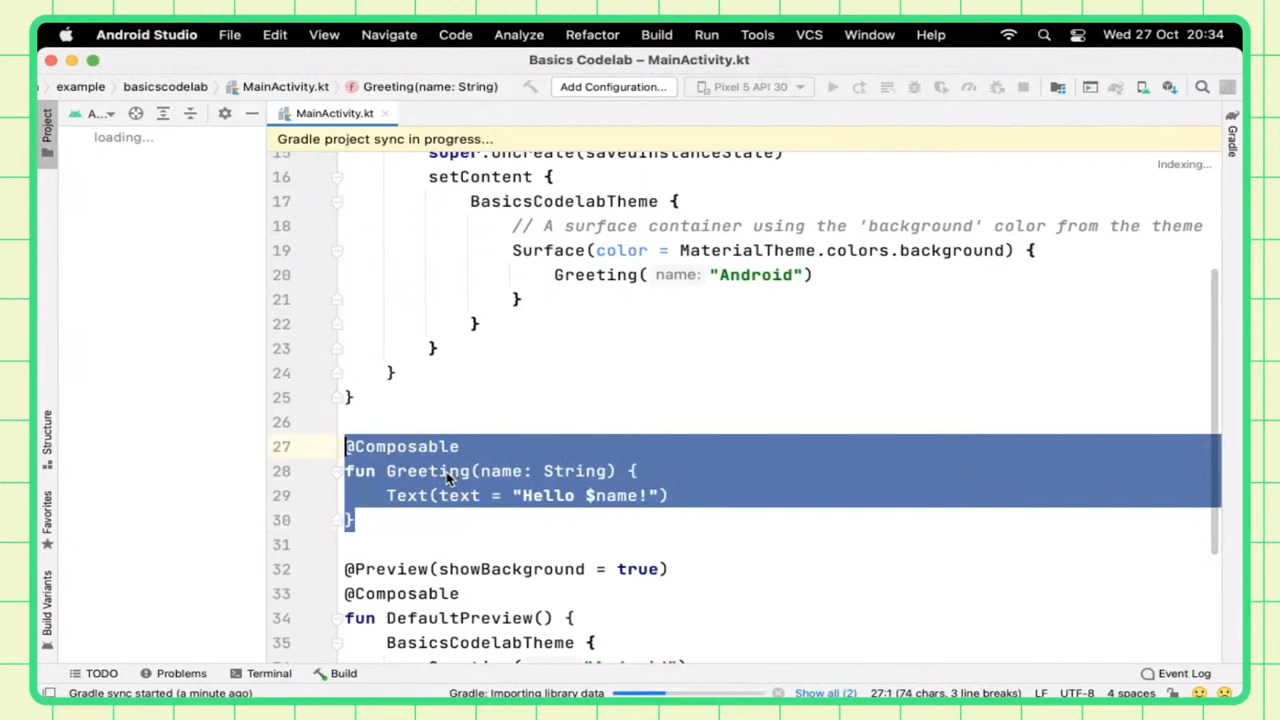 Android Studio File Edit View Navigate Code Analyze Refactor Build Run Tools VCS Window Help Wed 27 Oct 20:34
Basics Codelab – MainActivity.kt
example basicscodelab MainActivity.kt f Greeting(name: String) Add Configuration... Pixel 5 API 30
Project A... MainActivity.kt Gradle
loading... Gradle project sync in progress...
15 super.onCreate(savedInstanceState) Indexing...
16 setContent {
17 BasicsCodelabTheme {
18 // A surface container using the 'background' color from the theme
19 Surface(color = MaterialTheme.colors.background) {
20 Greeting( name: "Android")
21 }
22 }
23 }
24 }
25 }
26
27 @Composable
28 fun Greeting(name: String) {
29 Text(text = "Hello $name!")
30 }
31
32 @Preview(showBackground = true)
33 @Composable
34 fun DefaultPreview() {
35 BasicsCodelabTheme {
Structure
Favorites
Build Variants
TODO Problems Terminal Build Event Log
Gradle sync started (a minute ago) Gradle: Importing library data Show all (2) 27:1 (74 chars, 3 line breaks) LF UTF-8 4 spaces